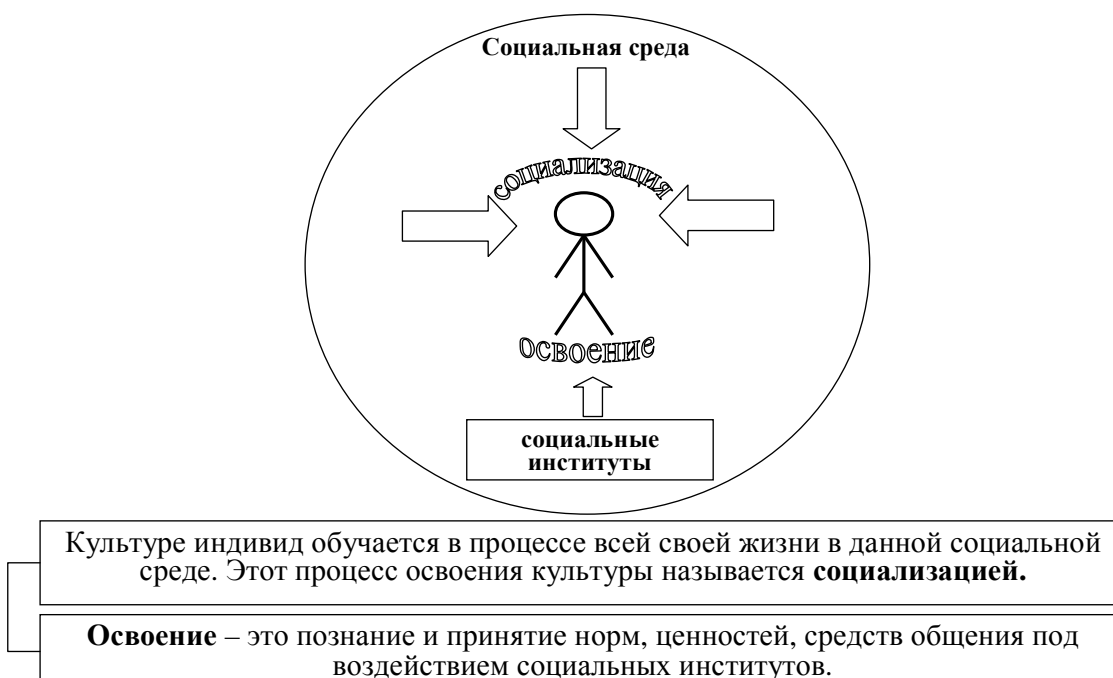 Социальная среда
социализация
освоение
социальные
институты
Культуре индивид обучается в процессе всей своей жизни в данной социальной
среде. Этот процесс освоения культуры называется социализацией.
Освоение – это познание и принятие норм, ценностей, средств общения под
воздействием социальных институтов.